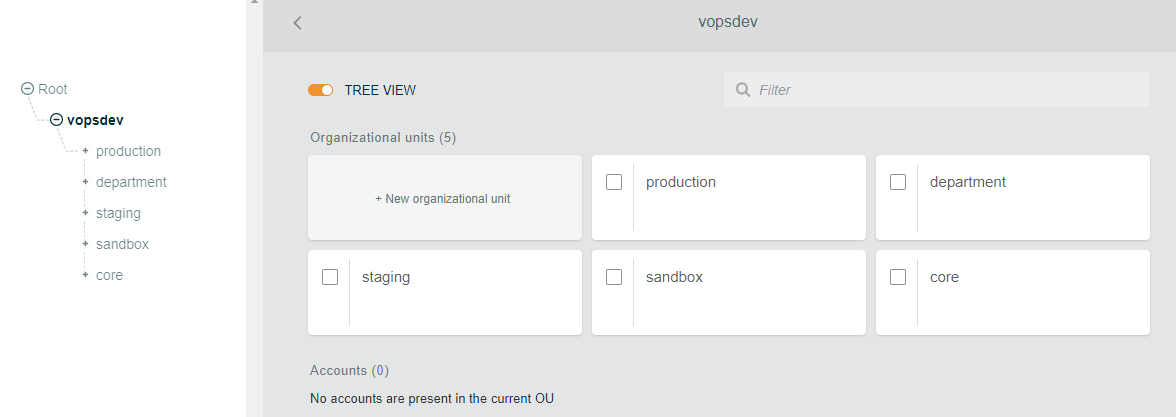 vopsdev
Root
vopsdev
production
department
staging
sandbox
core
TREE VIEW
Filter
Organizational units (5)
+ New organizational unit
production
department
staging
sandbox
core
Accounts (0)
No accounts are present in the current OU